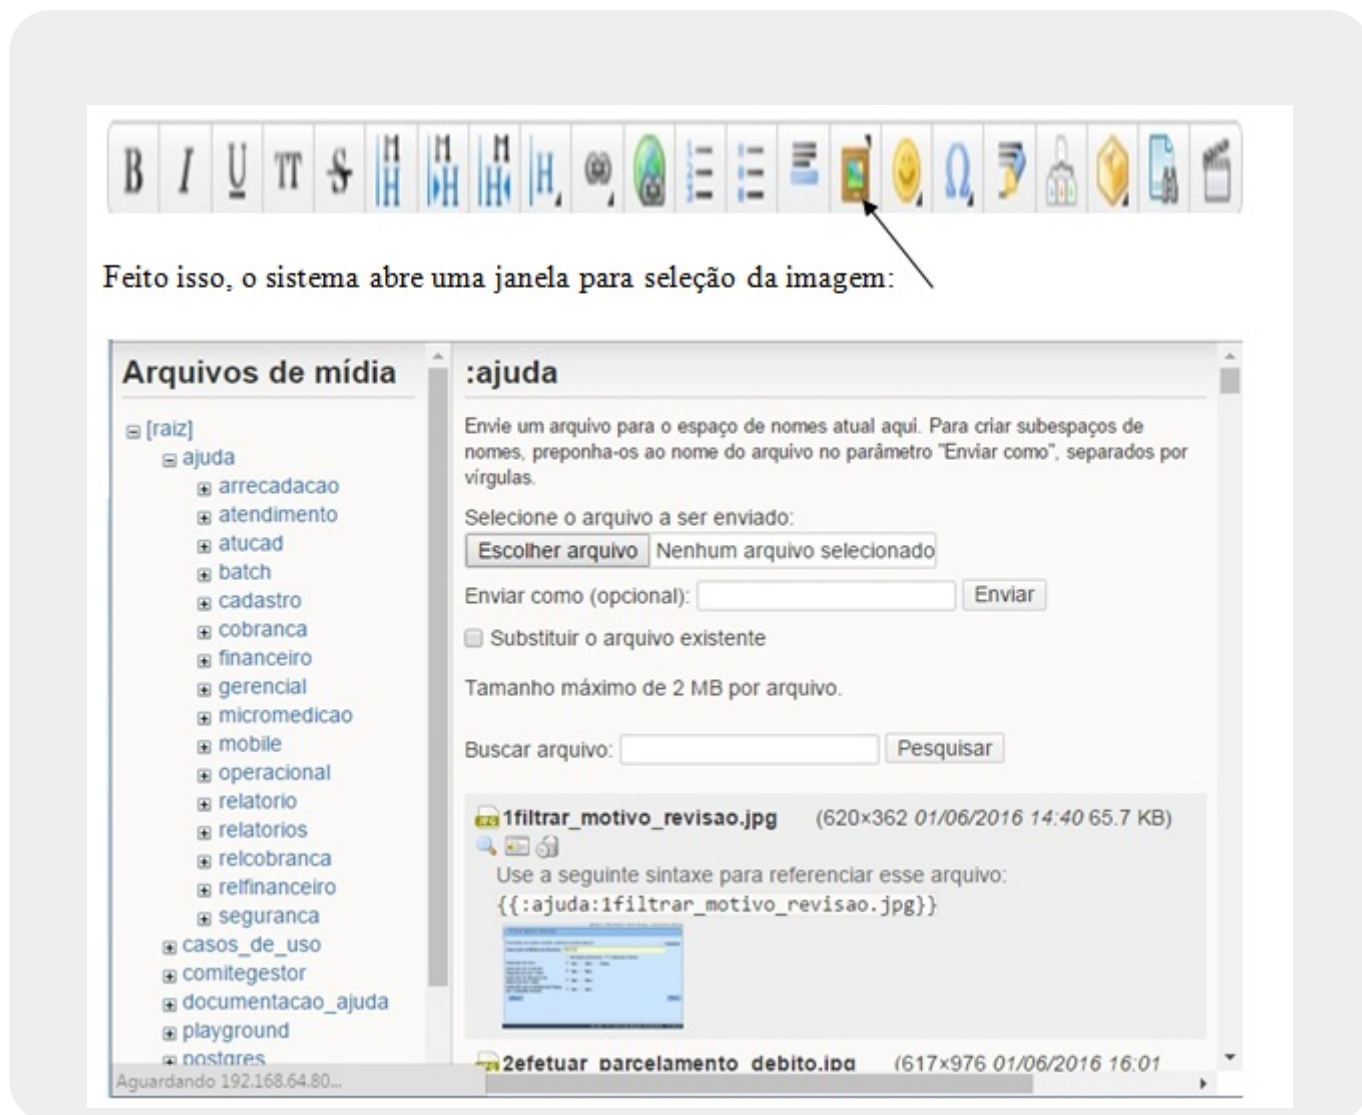 B I U TT S H H H H Ω
Feito isso, o sistema abre uma janela para seleção da imagem:
Arquivos de mídia
[raiz]
ajuda
arrecadacao
atendimento
atucad
batch
cadastro
cobranca
financeiro
gerencial
micromedicao
mobile
operacional
relatorio
relatorios
relcobranca
relfinanceiro
seguranca
casos_de_uso
comitegestor
documentacao_ajuda
playground
postgres
Aguardando 192.168.64.80...
:ajuda
Envie um arquivo para o espaço de nomes atual aqui. Para criar subespaços de
nomes, preponha-os ao nome do arquivo no parâmetro "Enviar como", separados por
vírgulas.
Selecione o arquivo a ser enviado:
Escolher arquivo Nenhum arquivo selecionado
Enviar como (opcional): Enviar
Substituir o arquivo existente
Tamanho máximo de 2 MB por arquivo.
Buscar arquivo: Pesquisar
1filtrar_motivo_revisao.jpg (620×362 01/06/2016 14:40 65.7 KB)
Use a seguinte sintaxe para referenciar esse arquivo:
{{:ajuda:1filtrar_motivo_revisao.jpg}}
2efetuar_parcelamento_debito.jpg (617×976 01/06/2016 16:01